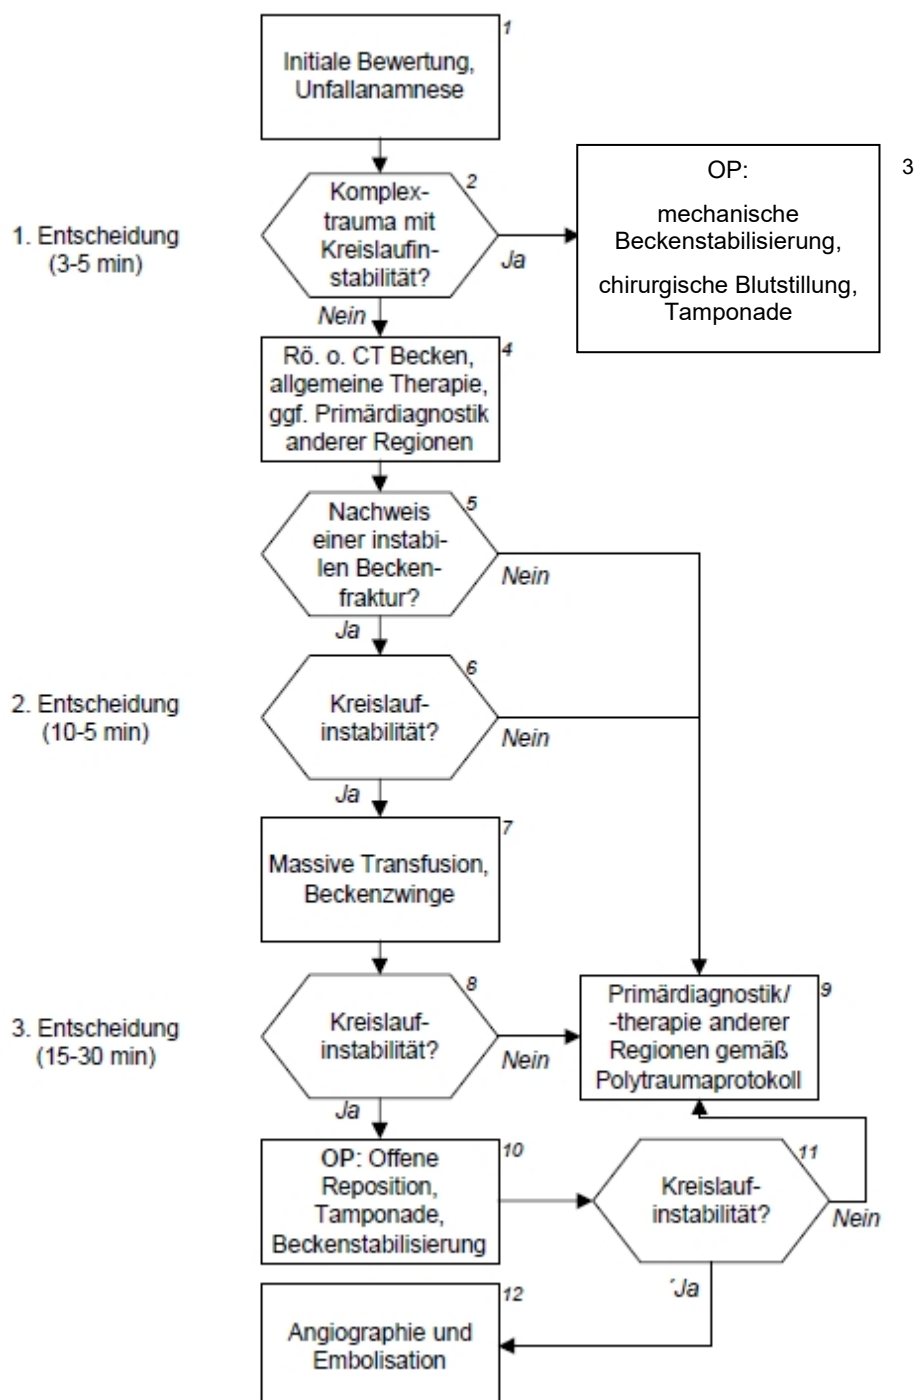 1
Initiale Bewertung,
Unfallanamnese
1. Entscheidung
(3-5 min)
2
Komplex-
trauma mit
Kreislaufin-
stabilität?
Ja
Nein
3
OP:
mechanische
Beckenstabilisierung,
chirurgische Blutstillung,
Tamponade
4
Rö. o. CT Becken,
allgemeine Therapie,
ggf. Primärdiagnostik
anderer Regionen
5
Nachweis
einer instabi-
len Becken-
fraktur?
Nein
Ja
2. Entscheidung
(10-5 min)
6
Kreislauf-
instabilität?
Nein
Ja
7
Massive Transfusion,
Beckenzwinge
3. Entscheidung
(15-30 min)
8
Kreislauf-
instabilität?
Nein
Ja
9
Primärdiagnostik/
-therapie anderer
Regionen gemäß
Polytraumaprotokoll
10
OP: Offene
Reposition,
Tamponade,
Beckenstabilisierung
11
Kreislauf-
instabilität?
Nein
´Ja
12
Angiographie und
Embolisation